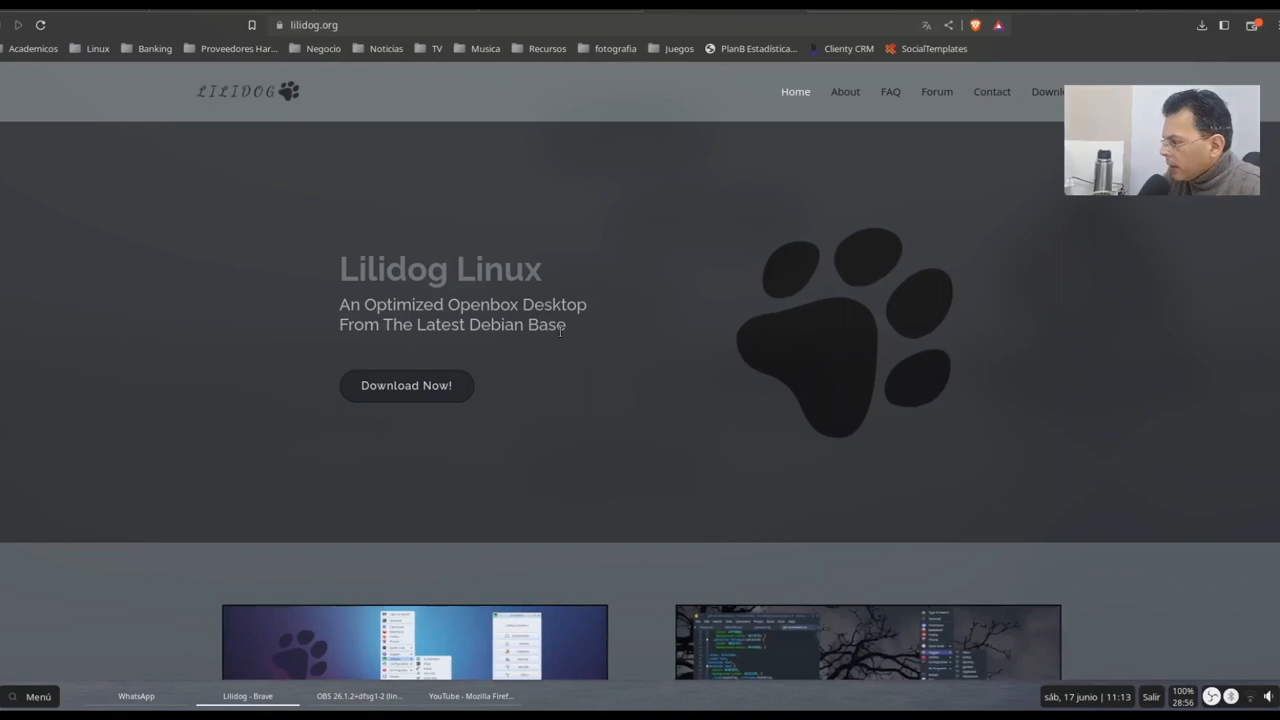 lilidog.org
Academicos Linux Banking Proveedores Har... Negocio Noticias TV Musica Recursos fotografia Juegos PlanB Estadística... Clienty CRM SocialTemplates
LILIDOG Home About FAQ Forum Contact Downl
Lilidog Linux
An Optimized Openbox Desktop
From The Latest Debian Base
Download Now!
Menú WhatsApp Lilidog - Brave OBS 26.1.2+dfsg1-2 (lin... YouTube - Mozilla Firef... sáb, 17 junio | 11:13 Salir 100%
28:56